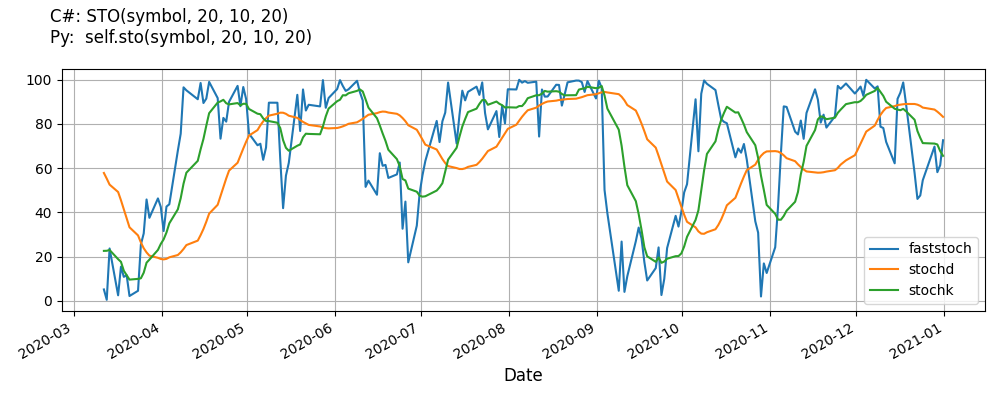 C#: STO(symbol, 20, 10, 20)
Py:  self.sto(symbol, 20, 10, 20)
100
80
60
40
20
0
faststoch
stochd
stochk
2020-03
2020-04
2020-05
2020-06
2020-07
2020-08
2020-09
2020-10
2020-11
2020-12
2021-01
Date